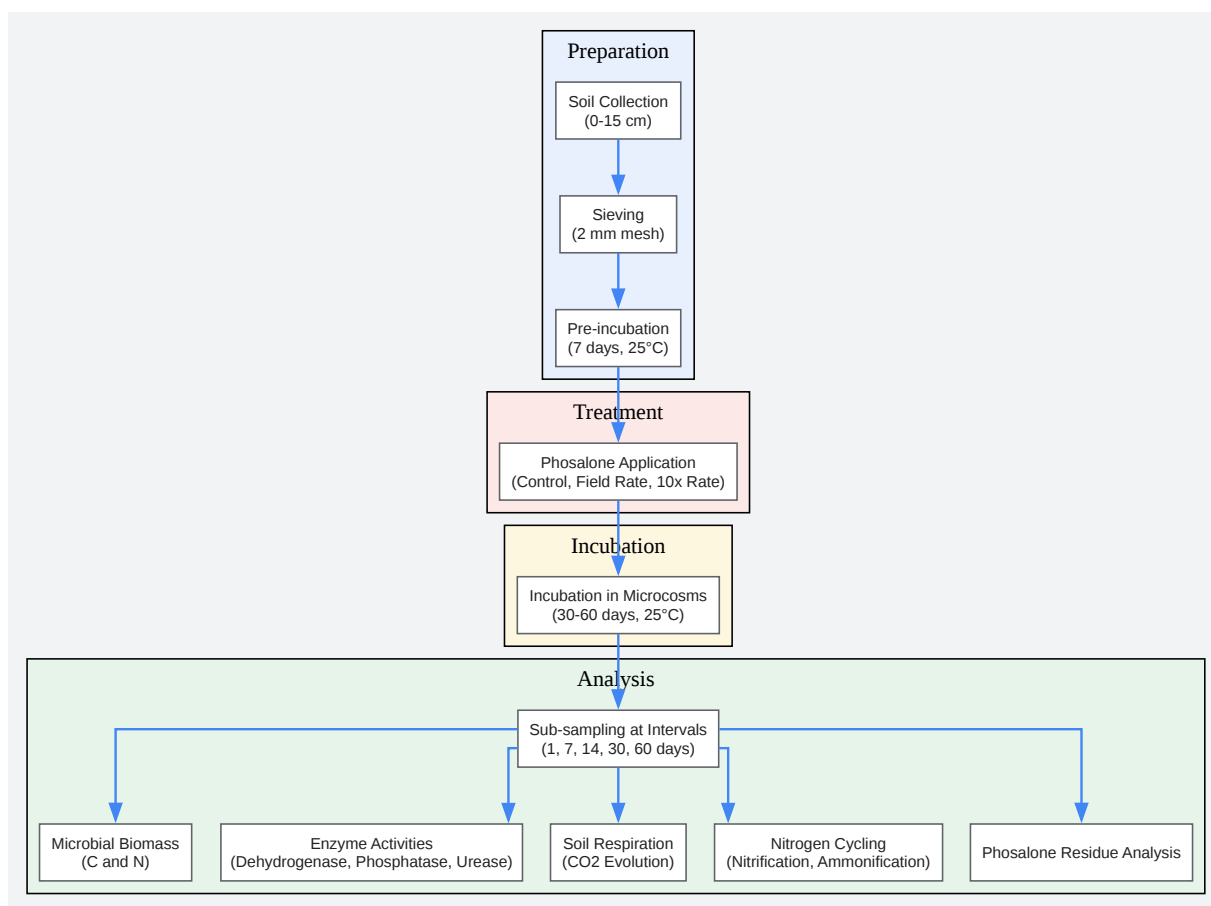 Preparation
Soil Collection
(0-15 cm)
Sieving
(2 mm mesh)
Pre-incubation
(7 days, 25°C)
Treatment
Phosalone Application
(Control, Field Rate, 10x Rate)
Incubation
Incubation in Microcosms
(30-60 days, 25°C)
Analysis
Sub-sampling at Intervals
(1, 7, 14, 30, 60 days)
Microbial Biomass
(C and N)
Enzyme Activities
(Dehydrogenase, Phosphatase, Urease)
Soil Respiration
(CO2 Evolution)
Nitrogen Cycling
(Nitrification, Ammonification)
Phosalone Residue Analysis